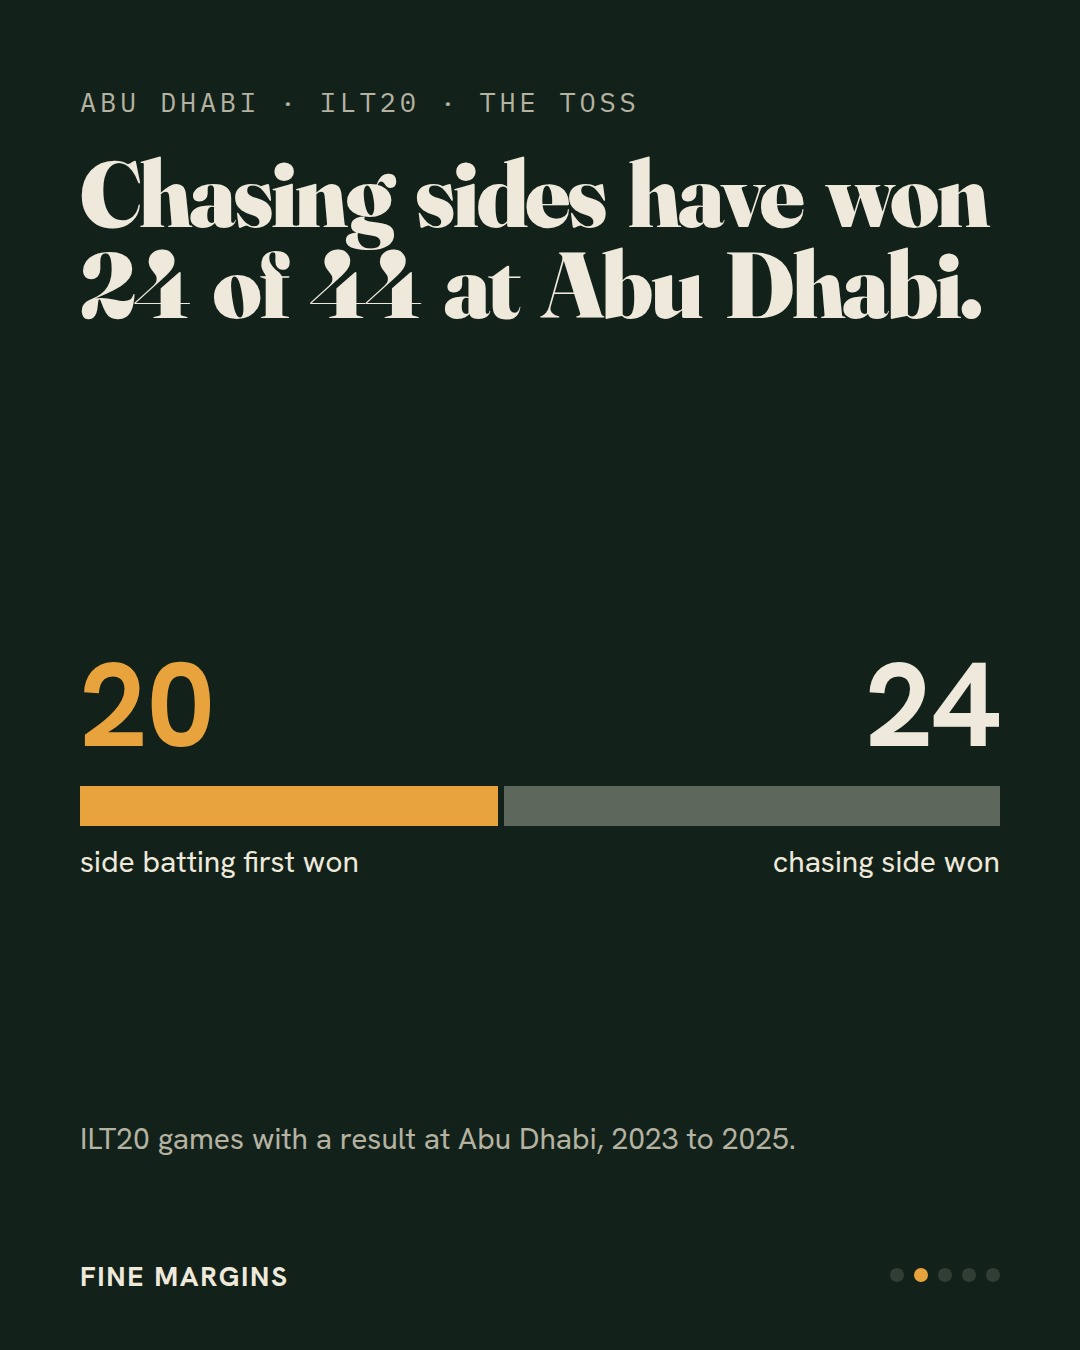 ABU DHABI · ILT20 · THE TOSS
Chasing sides have won
24 of 44 at Abu Dhabi.
20
24
side batting first won
chasing side won
ILT20 games with a result at Abu Dhabi, 2023 to 2025.
FINE MARGINS